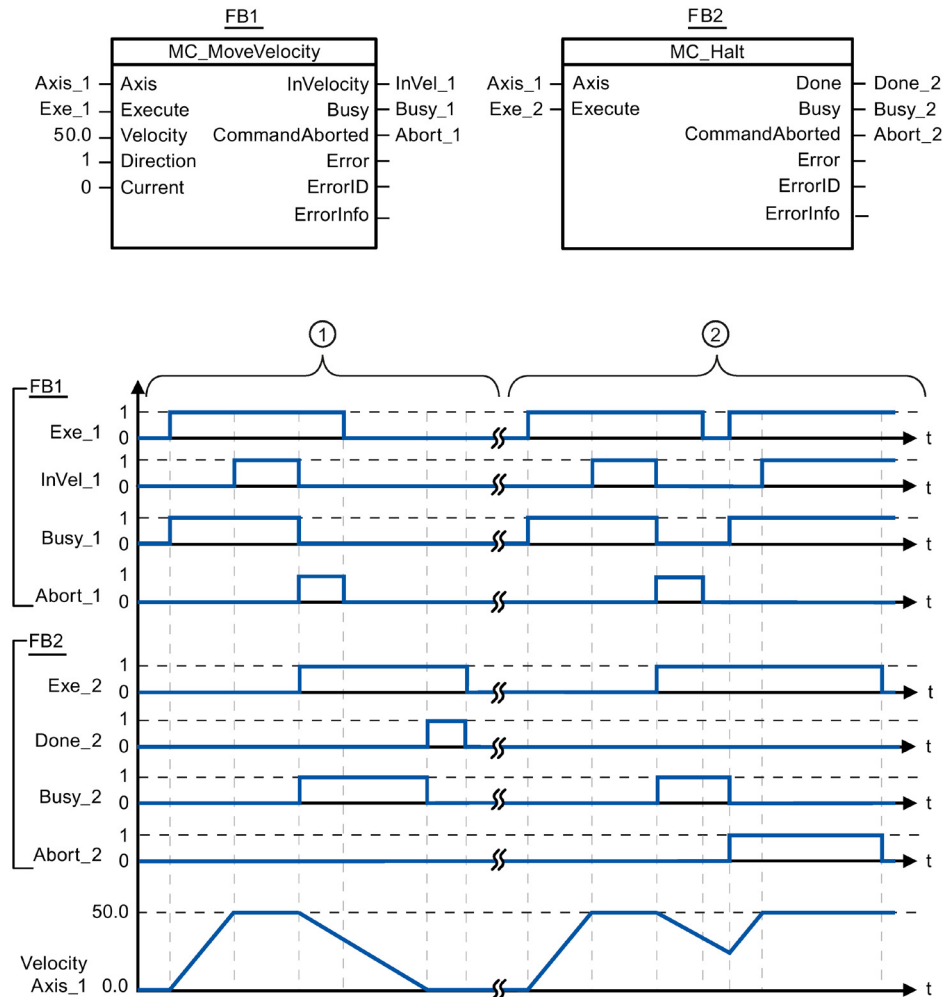 FB1
FB2
MC_MoveVelocity
MC_Halt
Axis_1 Axis InVelocity InVel_1
Exe_1 Execute Busy Busy_1
50.0 Velocity CommandAborted Abort_1
1 Direction Error
0 Current ErrorID
ErrorInfo
Axis_1 Axis Done Done_2
Exe_2 Execute Busy Busy_2
CommandAborted Abort_2
Error
ErrorID
ErrorInfo
1 2
FB1
Exe_1 1 0 t
InVel_1 1 0 t
Busy_1 1 0 t
Abort_1 1 0 t
FB2
Exe_2 1 0 t
Done_2 1 0 t
Busy_2 1 0 t
Abort_2 1 0 t
50.0
Velocity
Axis_1 0.0 t